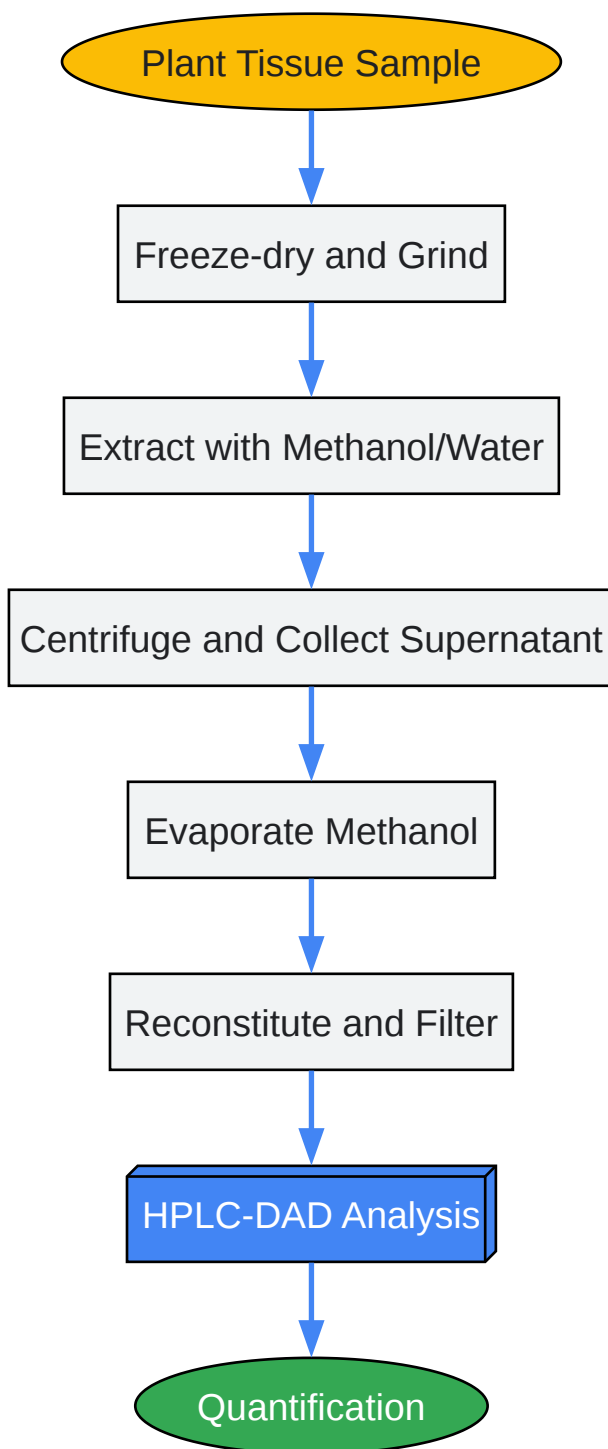 Plant Tissue Sample
Freeze-dry and Grind
Extract with Methanol/Water
Centrifuge and Collect Supernatant
Evaporate Methanol
Reconstitute and Filter
HPLC-DAD Analysis
Quantification